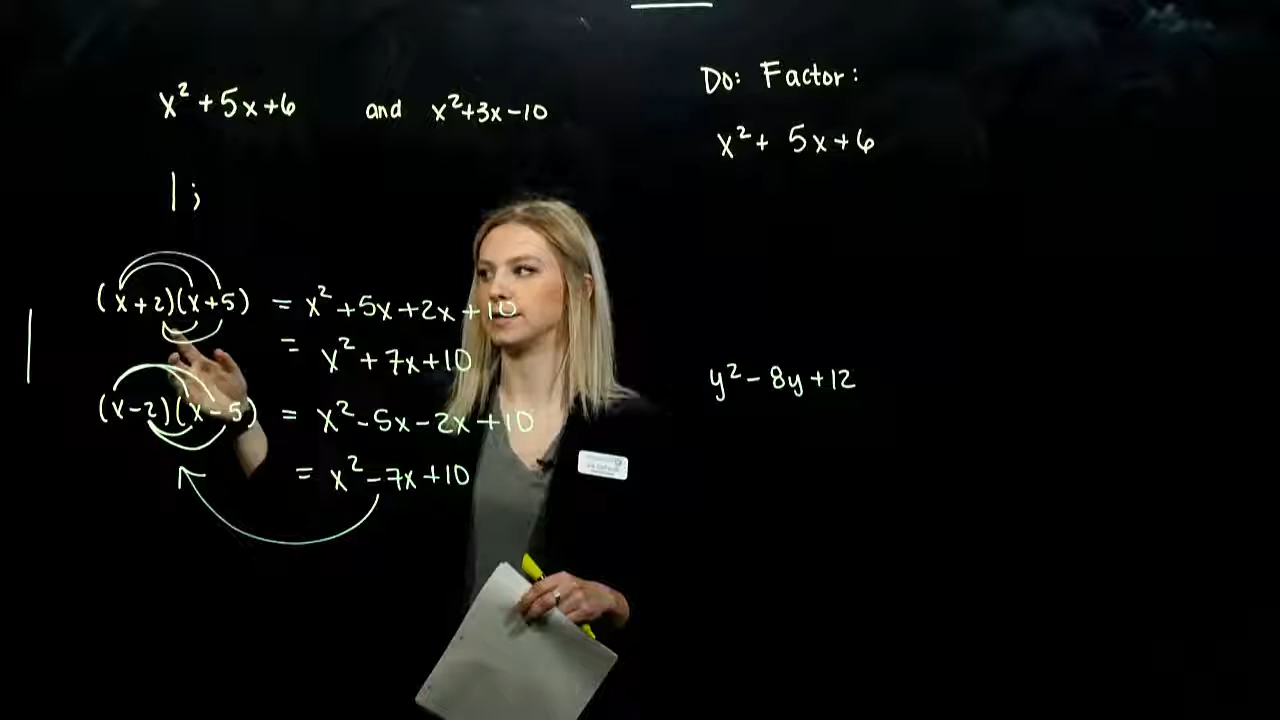 x² + 5x + 6 and x² + 3x - 10
| ;
(x + 2)(x + 5) = x² + 5x + 2x + 10
= x² + 7x + 10
(x - 2)(x - 5) = x² - 5x - 2x + 10
= x² - 7x + 10
Do: Factor:
x² + 5x + 6
y² - 8y + 12